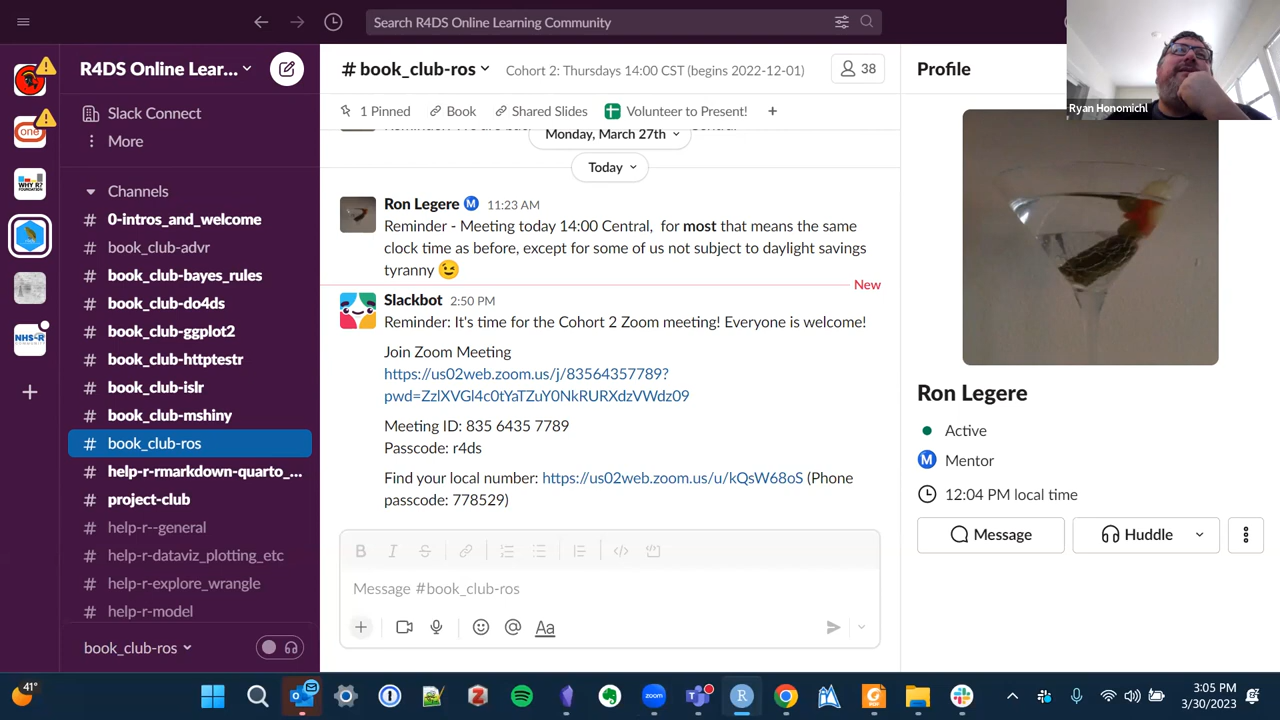 Search R4DS Online Learning Community
Ryan Honomichl
one
WHY R?
FOUNDATION
NHS-R
COMMUNITY
R4DS Online Lear...
Slack Connect
More
Channels
# 0-intros_and_welcome
# book_club-advr
# book_club-bayes_rules
# book_club-do4ds
# book_club-ggplot2
# book_club-httptestr
# book_club-islr
# book_club-mshiny
# book_club-ros
# help-r-rmarkdown-quarto_...
# project-club
# help-r--general
# help-r-dataviz_plotting_etc
# help-r-explore_wrangle
# help-r-model
book_club-ros
# book_club-ros
Cohort 2: Thursdays 14:00 CST (begins 2022-12-01)
38
1 Pinned
Book
Shared Slides
Volunteer to Present!
Monday, March 27th
Today
Ron Legere M 11:23 AM
Reminder - Meeting today 14:00 Central, for most that means the same
clock time as before, except for some of us not subject to daylight savings
tyranny 😉
New
Slackbot 2:50 PM
Reminder: It's time for the Cohort 2 Zoom meeting! Everyone is welcome!
Join Zoom Meeting
https://us02web.zoom.us/j/83564357789?
pwd=ZzlXVGl4c0tYaTZuY0NkRURXdzVWdz09
Meeting ID: 835 6435 7789
Passcode: r4ds
Find your local number: https://us02web.zoom.us/u/kQsW68oS (Phone
passcode: 778529)
B I S
Message #book_club-ros
Aa
Profile
Ron Legere
Active
M Mentor
12:04 PM local time
Message
Huddle
41°
zoom
R
3:05 PM
3/30/2023